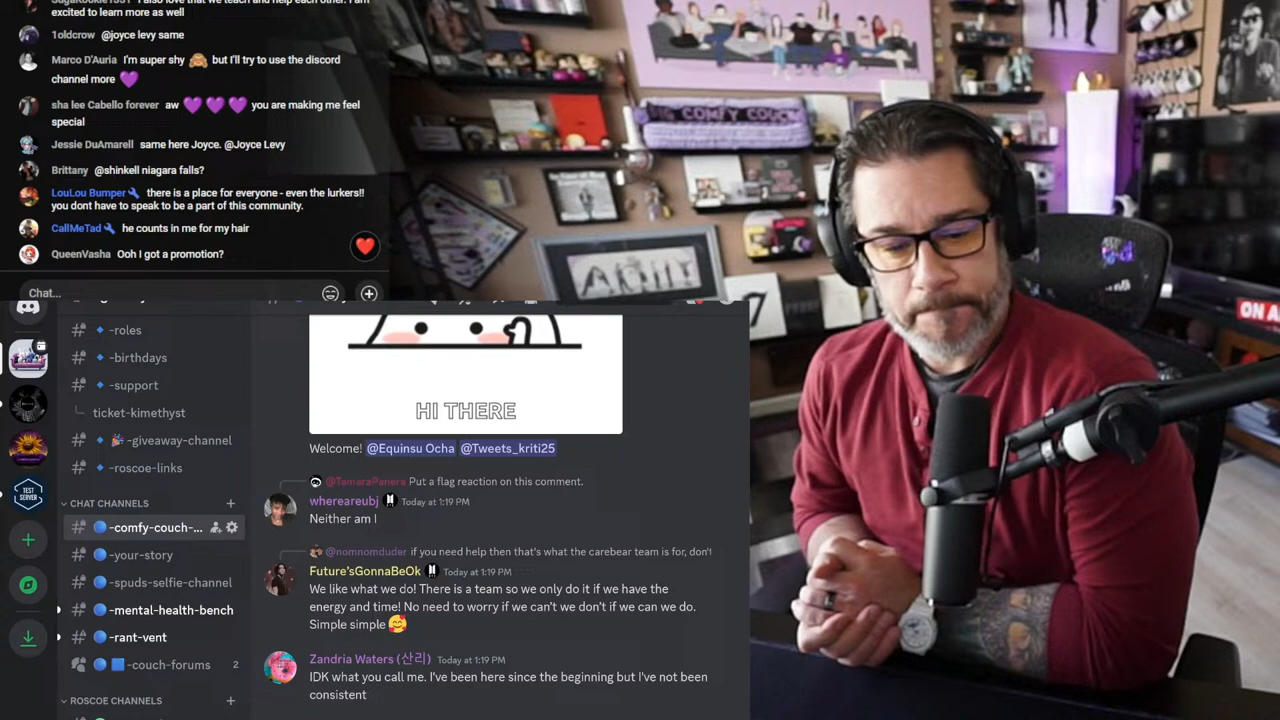 excited to learn more as well
1oldcrow @joyce levy same
Marco D'Auria I'm super shy 🙈 but I'll try to use the discord
channel more 💜
sha lee Cabello forever aw 💜 💜 💜 you are making me feel
special
Jessie DuAmarell same here Joyce. @Joyce Levy
Brittany @shinkell niagara falls?
LouLou Bumper there is a place for everyone - even the lurkers!!
you dont have to speak to be a part of this community.
CallMeTad he counts in me for my hair
QueenVasha Ooh I got a promotion?
Chat...
-roles
-birthdays
-support
ticket-kimethyst
-giveaway-channel
-roscoe-links
CHAT CHANNELS
-comfy-couch-...
-your-story
-spuds-selfie-channel
-mental-health-bench
-rant-vent
-couch-forums 2
ROSCOE CHANNELS
TEST
SERVER
HI THERE
Welcome! @Equinsu Ocha @Tweets_kriti25
@TamaraPanera Put a flag reaction on this comment.
whereareubj Today at 1:19 PM
Neither am I
@nomnomduder if you need help then that's what the carebear team is for, don't
Future'sGonnaBeOk Today at 1:19 PM
We like what we do! There is a team so we only do it if we have the
energy and time! No need to worry if we can't we don't if we can we do.
Simple simple 🥰
Zandria Waters (산리) Today at 1:19 PM
IDK what you call me. I've been here since the beginning but I've not been
consistent
BIG COMFY COUCH
ON A